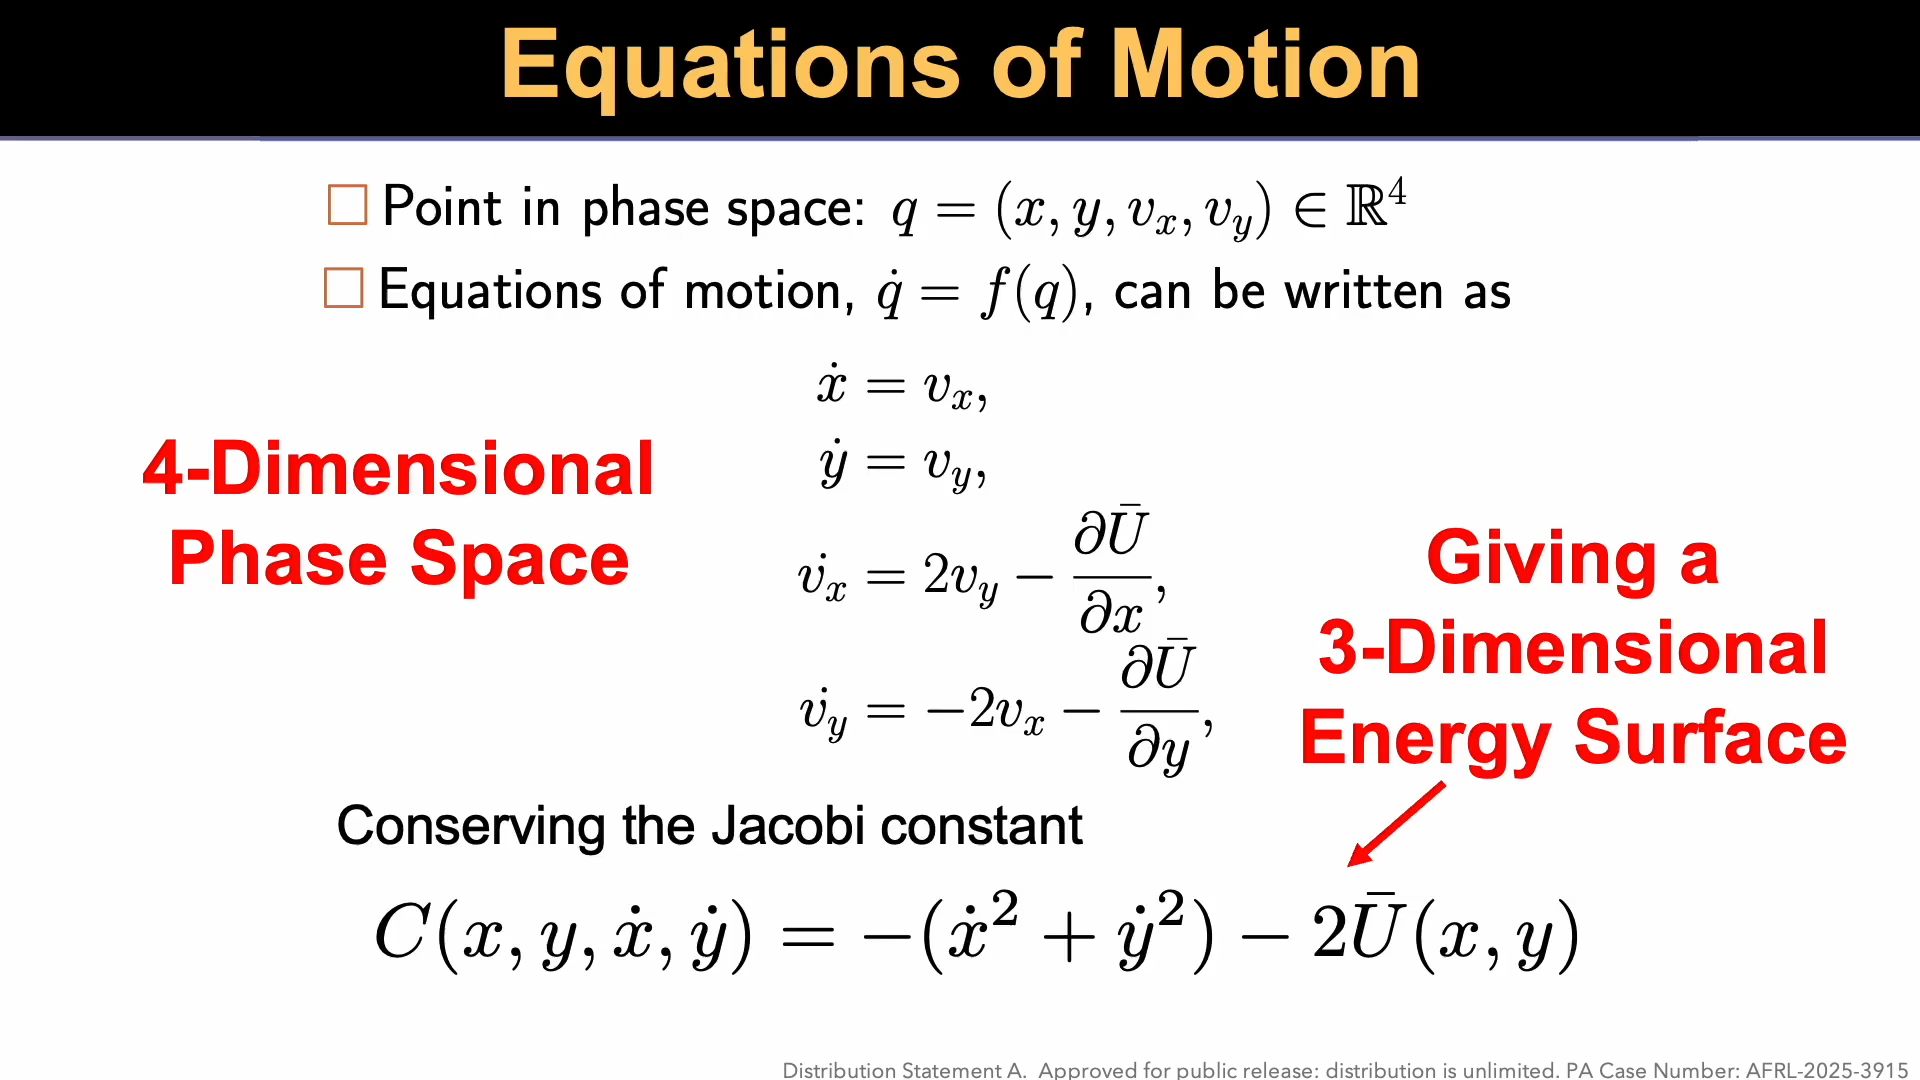 Equations of Motion
Point in phase space: q = (x, y, v_x, v_y) ∈ ℝ⁴
Equations of motion, q̇ = f(q), can be written as
ẋ = v_x,
ẏ = v_y,
v̇_x = 2v_y − ∂Ū/∂x,
v̇_y = −2v_x − ∂Ū/∂y,
4-Dimensional
Phase Space
Giving a
3-Dimensional
Energy Surface
Conserving the Jacobi constant
C(x, y, ẋ, ẏ) = −(ẋ² + ẏ²) − 2Ū(x, y)
Distribution Statement A. Approved for public release: distribution is unlimited. PA Case Number: AFRL-2025-3915